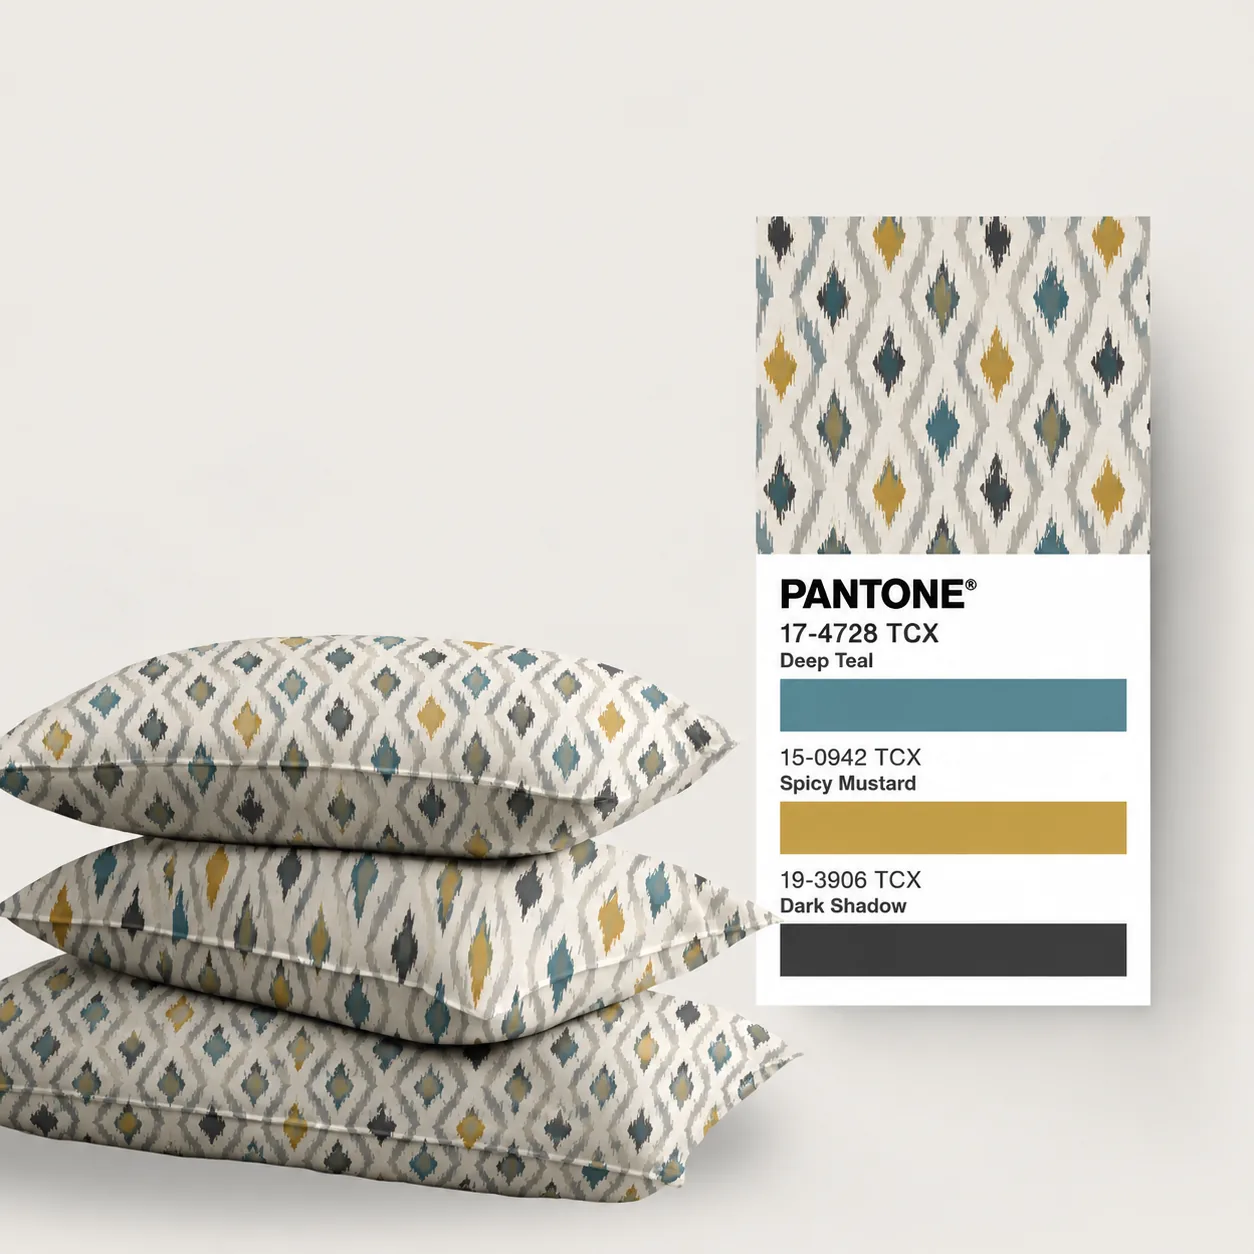 PANTONE®
17-4728 TCX
Deep Teal
15-0942 TCX
Spicy Mustard
19-3906 TCX
Dark Shadow